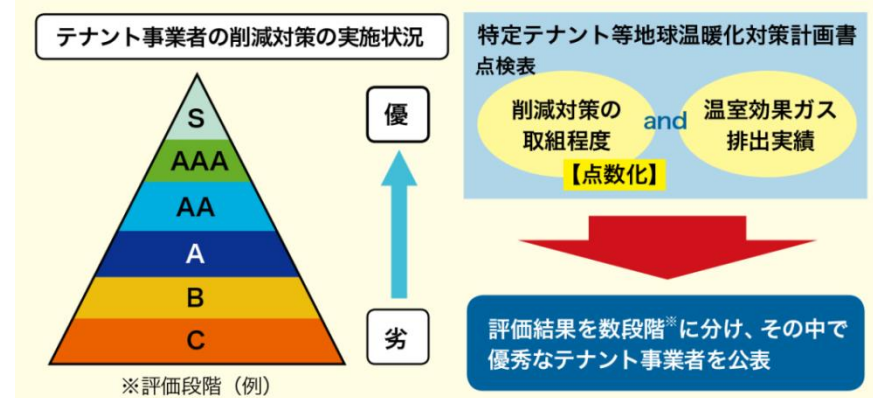 テナント事業者の削減対策の実施状況
S
AAA
AA
A
B
C
優
劣
※評価段階（例）
特定テナント等地球温暖化対策計画書
点検表
削減対策の
取組程度
and
温室効果ガス
排出実績
【点数化】
評価結果を数段階※に分け、その中で
優秀なテナント事業者を公表